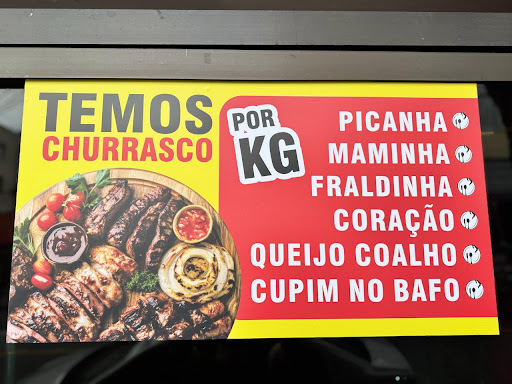 TEMOS
CHURRASCO
POR
KG
PICANHA
MAMINHA
FRALDINHA
CORAÇÃO
QUEIJO COALHO
CUPIM NO BAFO